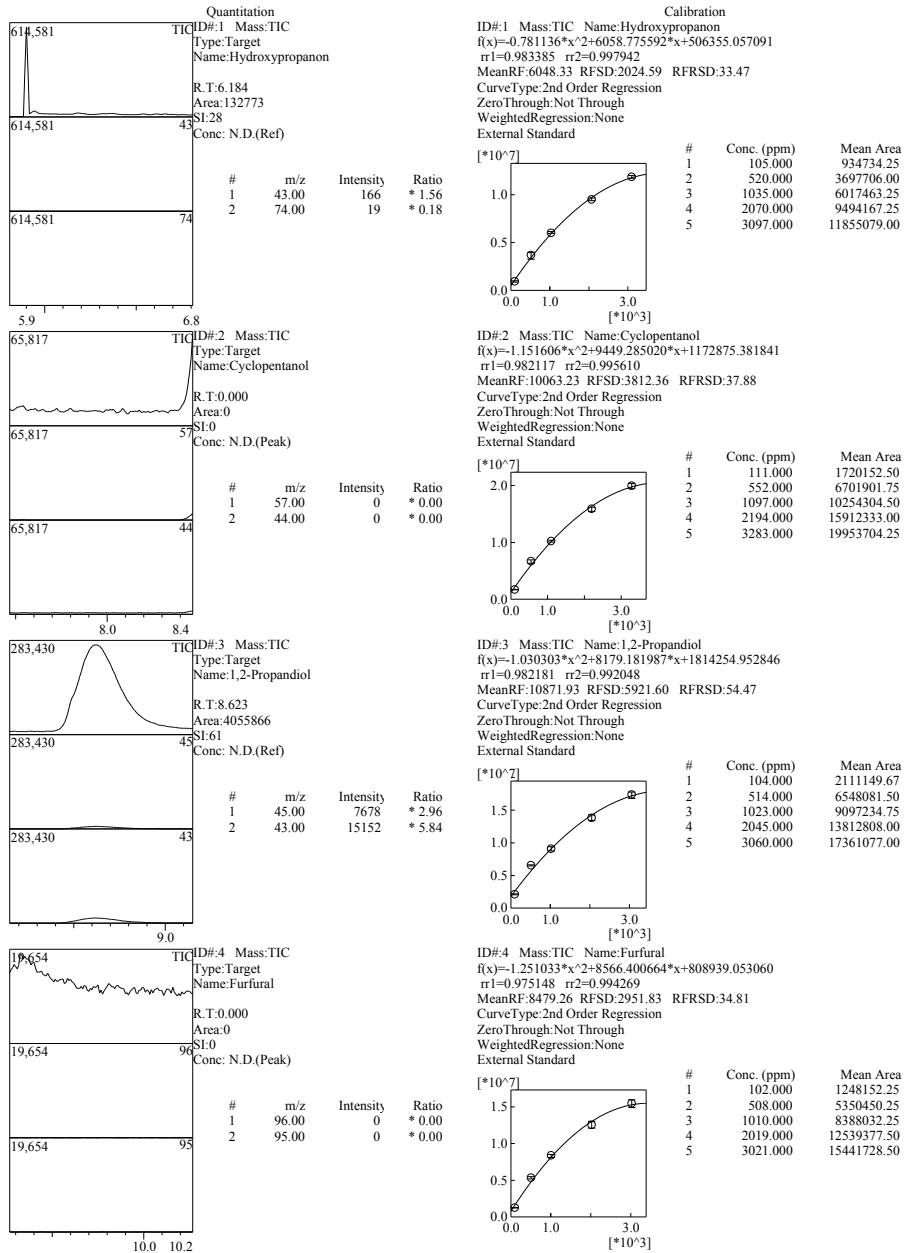 Quantitation
Calibration
614,581 TIC
614,581 43
614,581 74
5.9 6.8
ID#:1 Mass:TIC
Type:Target
Name:Hydroxypropanon
R.T:6.184
Area:132773
SI:28
Conc: N.D.(Ref)
# m/z Intensity Ratio
1 43.00 166 * 1.56
2 74.00 19 * 0.18
ID#:1 Mass:TIC Name:Hydroxypropanon
f(x)=-0.781136*x^2+6058.775592*x+506355.057091
rr1=0.983385 rr2=0.997942
MeanRF:6048.33 RFSD:2024.59 RFRSD:33.47
CurveType:2nd Order Regression
ZeroThrough:Not Through
WeightedRegression:None
External Standard
[*10^7]
1.0
0.5
0.0
0.0 1.0 3.0
[*10^3]
# Conc. (ppm) Mean Area
1 105.000 934734.25
2 520.000 3697706.00
3 1035.000 6017463.25
4 2070.000 9494167.25
5 3097.000 11855079.00
65,817 TIC
65,817 57
65,817 44
8.0 8.4
ID#:2 Mass:TIC
Type:Target
Name:Cyclopentanol
R.T:0.000
Area:0
SI:0
Conc: N.D.(Peak)
# m/z Intensity Ratio
1 57.00 0 * 0.00
2 44.00 0 * 0.00
ID#:2 Mass:TIC Name:Cyclopentanol
f(x)=-1.151606*x^2+9449.285020*x+1172875.381841
rr1=0.982117 rr2=0.995610
MeanRF:10063.23 RFSD:3812.36 RFRSD:37.88
CurveType:2nd Order Regression
ZeroThrough:Not Through
WeightedRegression:None
External Standard
[*10^7]
2.0
1.0
0.0
0.0 1.0 3.0
[*10^3]
# Conc. (ppm) Mean Area
1 111.000 1720152.50
2 552.000 6701901.75
3 1097.000 10254304.50
4 2194.000 15912333.00
5 3283.000 19953704.25
283,430 TIC
283,430 45
283,430 43
9.0
ID#:3 Mass:TIC
Type:Target
Name:1,2-Propandiol
R.T:8.623
Area:4055866
SI:61
Conc: N.D.(Ref)
# m/z Intensity Ratio
1 45.00 7678 * 2.96
2 43.00 15152 * 5.84
ID#:3 Mass:TIC Name:1,2-Propandiol
f(x)=-1.030303*x^2+8179.181987*x+1814254.952846
rr1=0.982181 rr2=0.992048
MeanRF:10871.93 RFSD:5921.60 RFRSD:54.47
CurveType:2nd Order Regression
ZeroThrough:Not Through
WeightedRegression:None
External Standard
[*10^7]
1.5
1.0
0.5
0.0
0.0 1.0 3.0
[*10^3]
# Conc. (ppm) Mean Area
1 104.000 2111149.67
2 514.000 6548081.50
3 1023.000 9097234.75
4 2045.000 13812808.00
5 3060.000 17361077.00
19,654 TIC
19,654 96
19,654 95
10.0 10.2
ID#:4 Mass:TIC
Type:Target
Name:Furfural
R.T:0.000
Area:0
SI:0
Conc: N.D.(Peak)
# m/z Intensity Ratio
1 96.00 0 * 0.00
2 95.00 0 * 0.00
ID#:4 Mass:TIC Name:Furfural
f(x)=-1.251033*x^2+8566.400664*x+808939.053060
rr1=0.975148 rr2=0.994269
MeanRF:8479.26 RFSD:2951.83 RFRSD:34.81
CurveType:2nd Order Regression
ZeroThrough:Not Through
WeightedRegression:None
External Standard
[*10^7]
1.5
1.0
0.5
0.0
0.0 1.0 3.0
[*10^3]
# Conc. (ppm) Mean Area
1 102.000 1248152.25
2 508.000 5350450.25
3 1010.000 8388032.25
4 2019.000 12539377.50
5 3021.000 15441728.50